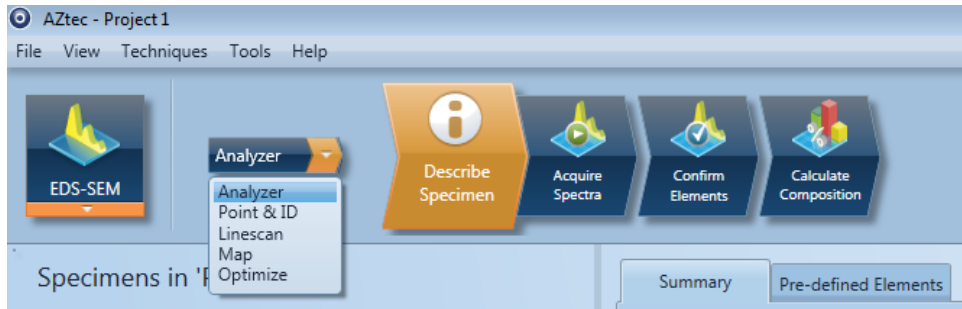 AZtec - Project 1
File View Techniques Tools Help
EDS-SEM
Analyzer
Analyzer
Point & ID
Linescan
Map
Optimize
Describe
Specimen
Acquire
Spectra
Confirm
Elements
Calculate
Composition
Specimens in '
Summary
Pre-defined Elements